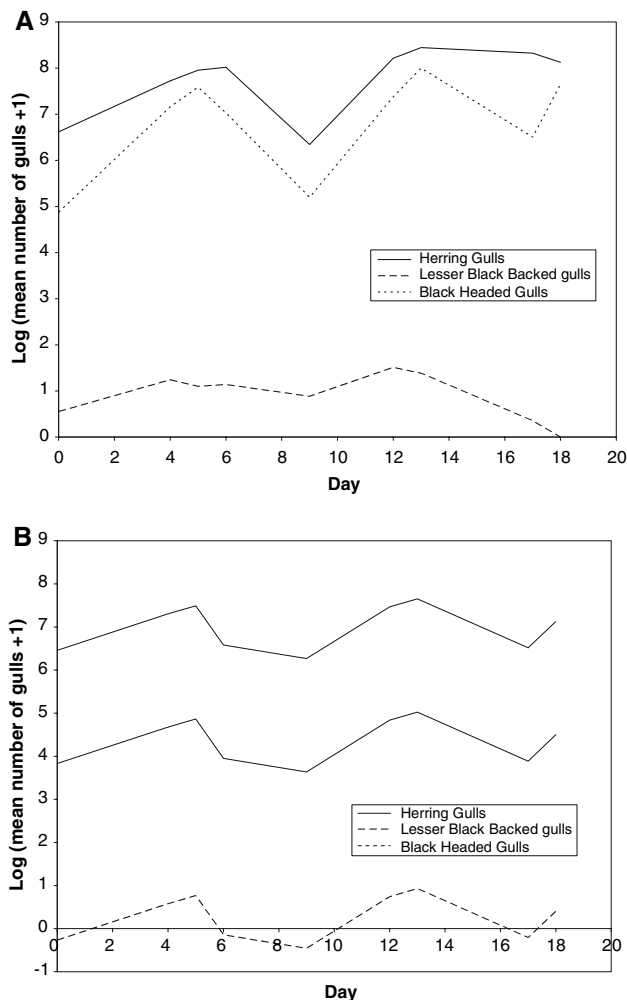 A
Log (mean number of gulls +1)
9
8
7
6
5
4
3
2
1
0
Herring Gulls
Lesser Black Backed gulls
Black Headed Gulls
0 2 4 6 8 10 12 14 16 18 20
Day
B
Log (mean number of gulls +1)
9
8
7
6
5
4
3
2
1
0
-1
Herring Gulls
Lesser Black Backed gulls
Black Headed Gulls
0 2 4 6 8 10 12 14 16 18 20
Day